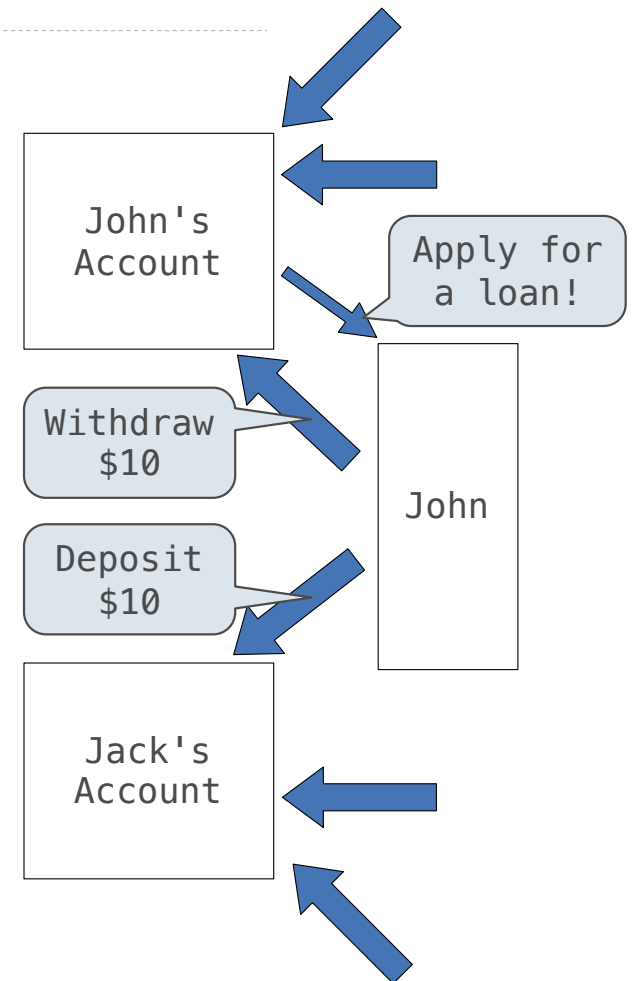 John's
Account
Apply for
a loan!
Withdraw
$10
John
Deposit
$10
Jack's
Account